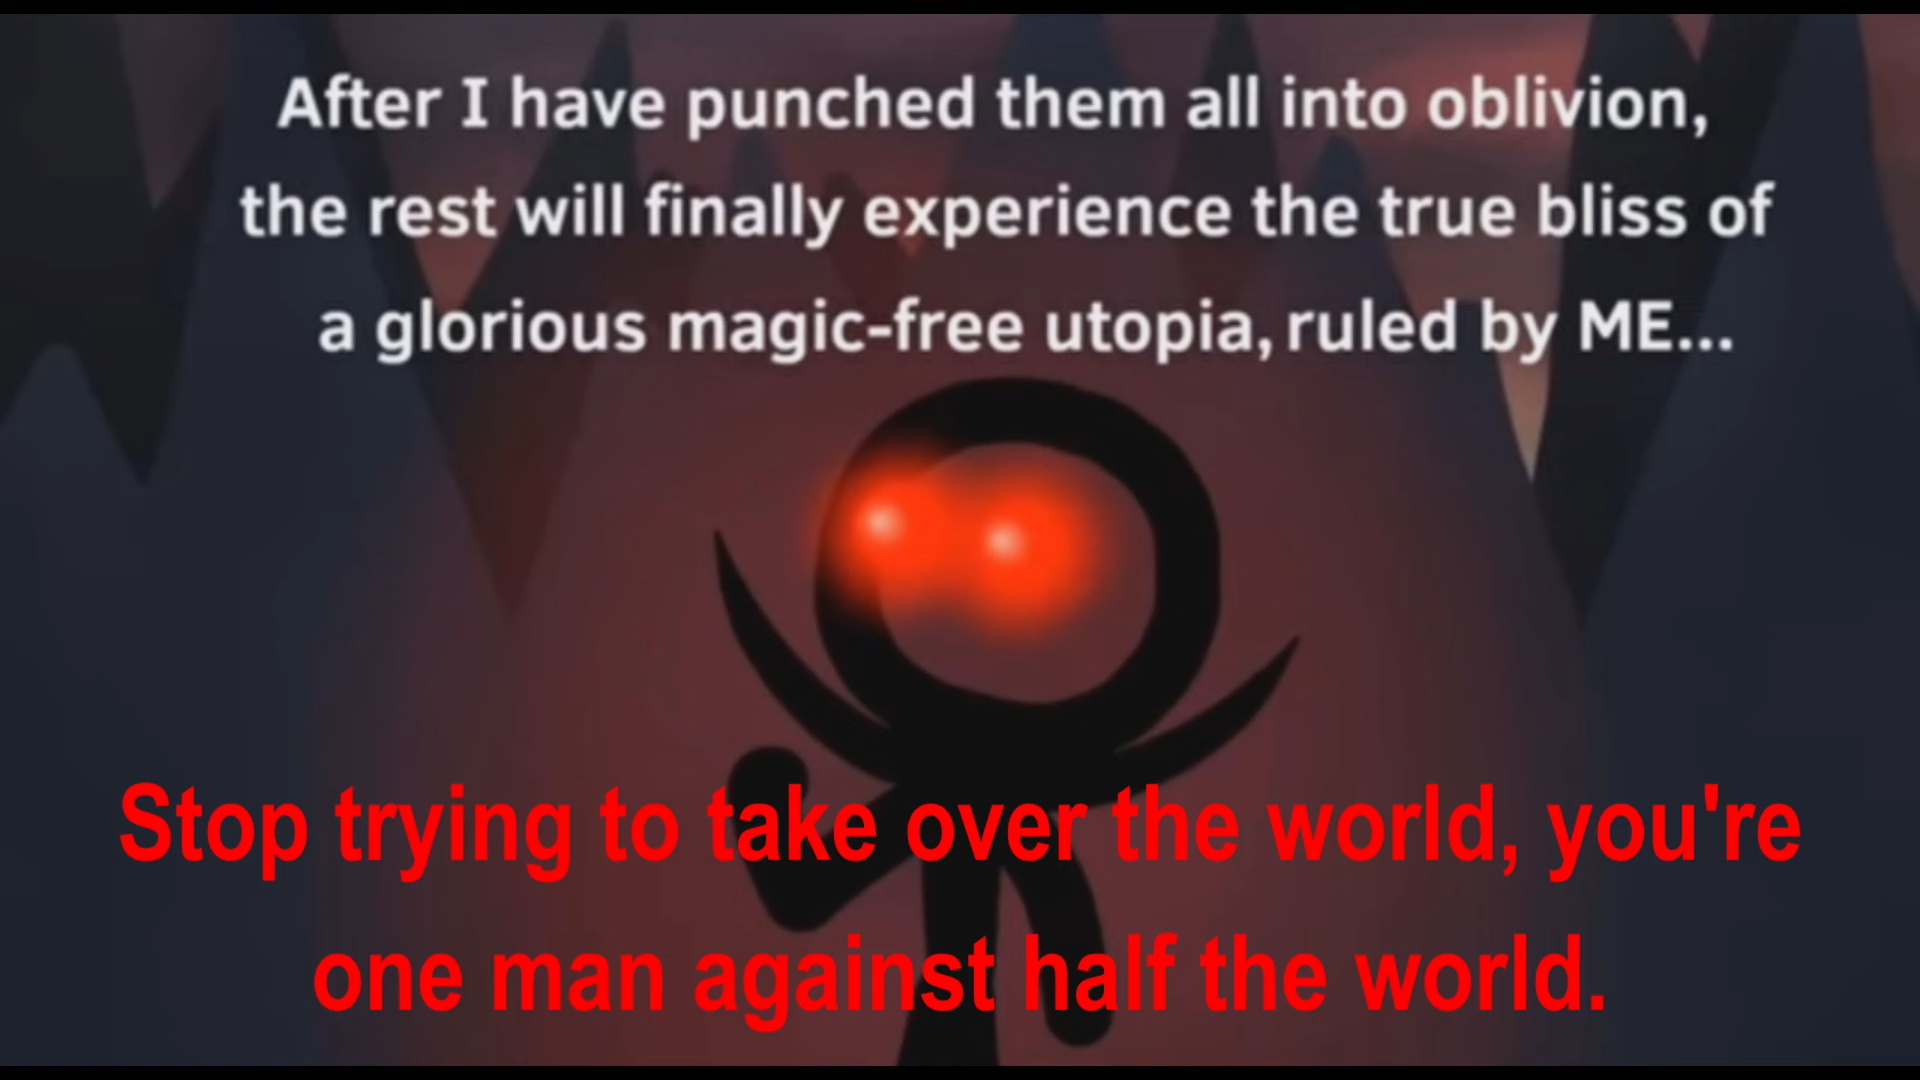 After I have punched them all into oblivion,
the rest will finally experience the true bliss of
a glorious magic-free utopia, ruled by ME...
Stop trying to take over the world, you're
one man against half the world.